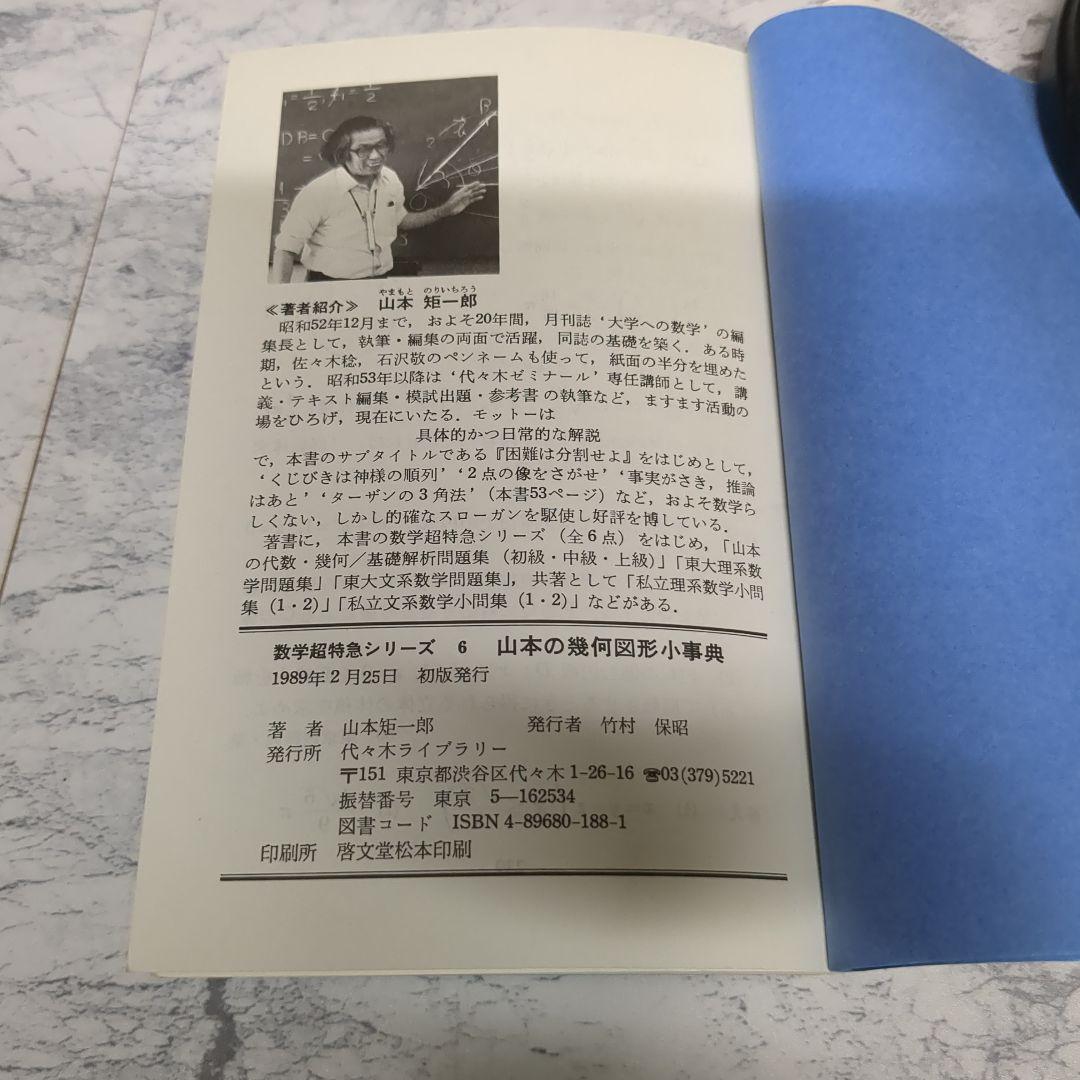 1=1/2, 1=1/2
B
DB=
2
1/3
O
3
やまもと のりいちろう
≪著者紹介≫ 山本 矩一郎
昭和52年12月まで，およそ20年間，月刊誌‘大学への数学’の編
集長として，執筆・編集の両面で活躍，同誌の基礎を築く．ある時
期，佐々木稔，石沢敬のペンネームも使って，紙面の半分を埋めた
という．昭和53年以降は‘代々木ゼミナール’専任講師として，講
義・テキスト編集・模試出題・参考書の執筆など，ますます活動の
場をひろげ，現在にいたる．モットーは
具体的かつ日常的な解説
で，本書のサブタイトルである『困難は分割せよ』をはじめとして，
‘くじびきは神様の順列’‘2点の像をさがせ’‘事実がさき，推論
はあと’‘ターザンの3角法’（本書53ページ）など，およそ数学ら
しくない，しかし的確なスローガンを駆使し好評を博している．
著書に，本書の数学超特急シリーズ（全6点）をはじめ，「山本
の代数・幾何／基礎解析問題集（初級・中級・上級）」「東大理系数
学問題集」「東大文系数学問題集」，共著として「私立理系数学小問
集（1・2）」「私立文系数学小問集（1・2）」などがある．
数学超特急シリーズ 6 山本の幾何図形小事典
1989年2月25日 初版発行
著 者 山本矩一郎 発行者 竹村 保昭
発行所 代々木ライブラリー
〒151 東京都渋谷区代々木1-26-16 ☎03(379)5221
振替番号 東京 5―162534
図書コード ISBN4-89680-188-1
印刷所 啓文堂松本印刷